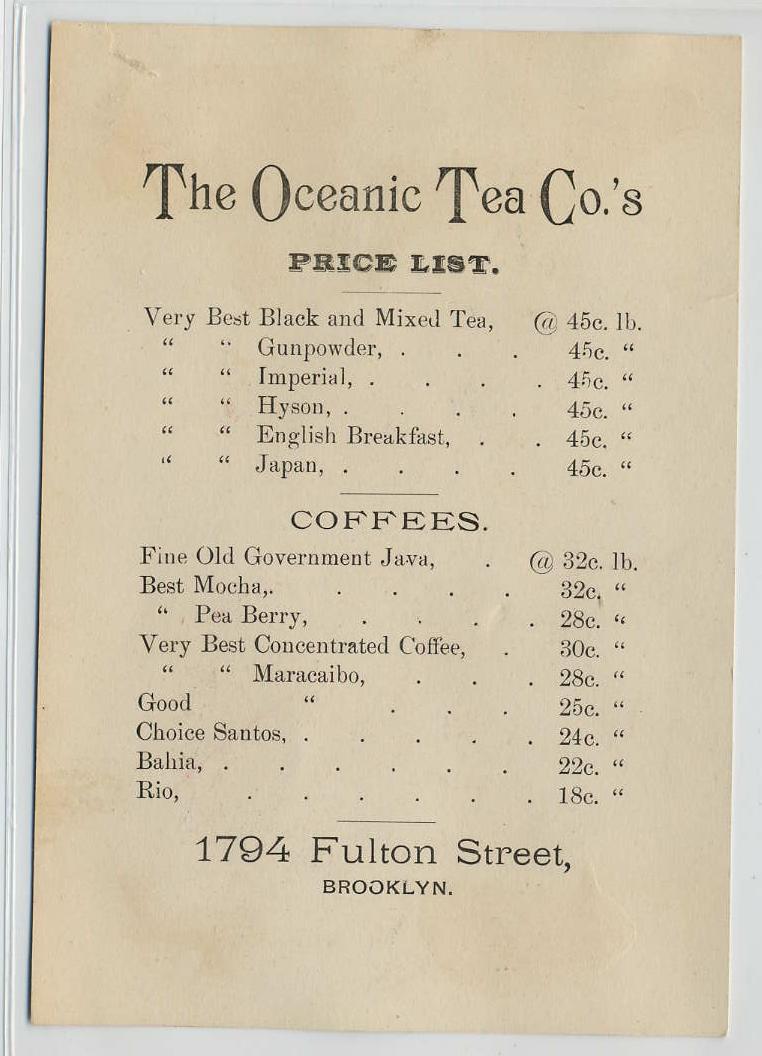 The Oceanic Tea Co.'s
PRICE LIST.
Very Best Black and Mixed Tea, @ 45c. lb.
“ “ Gunpowder, . . . 45c. “
“ “ Imperial, . . . . 45c. “
“ “ Hyson, . . . . 45c. “
“ “ English Breakfast, . . 45c. “
“ “ Japan, . . . . 45c. “
COFFEES.
Fine Old Government Java, . @ 32c. lb.
Best Mocha,. . . . . 32c. “
“ Pea Berry, . . . . 28c. “
Very Best Concentrated Coffee, . 30c. “
“ “ Maracaibo, . . . 28c. “
Good “ . . . 25c. “
Choice Santos, . . . . . 24c. “
Bahia, . . . . . . 22c. “
Rio, . . . . . . 18c. “
1794 Fulton Street,
BROOKLYN.